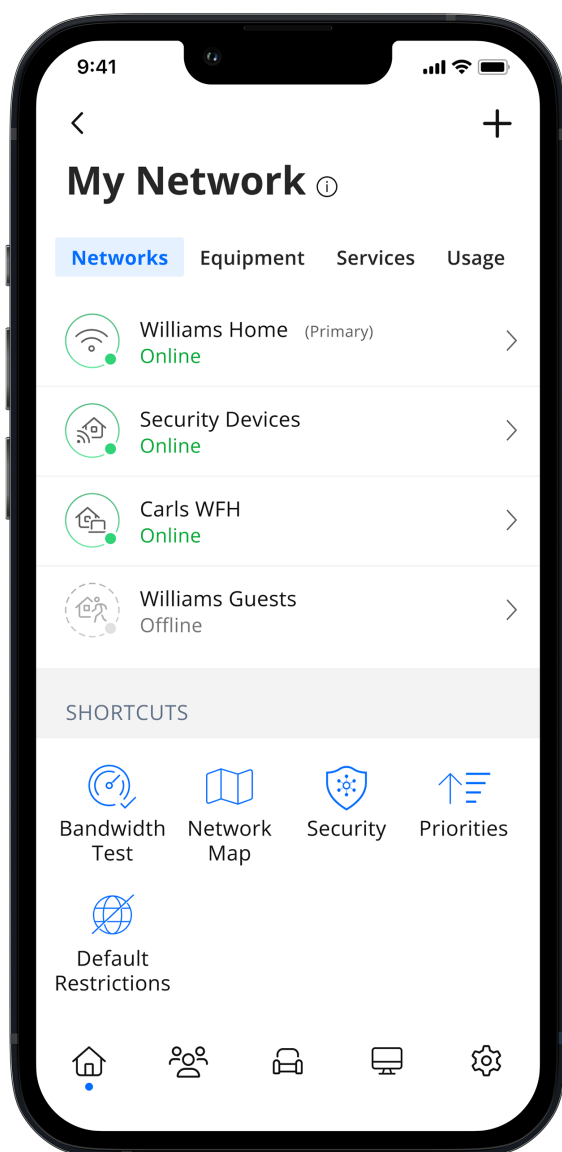 9:41
My Network
Networks Equipment Services Usage
Williams Home (Primary)
Online
Security Devices
Online
Carls WFH
Online
Williams Guests
Offline
SHORTCUTS
Bandwidth Test
Network Map
Security
Priorities
Default
Restrictions